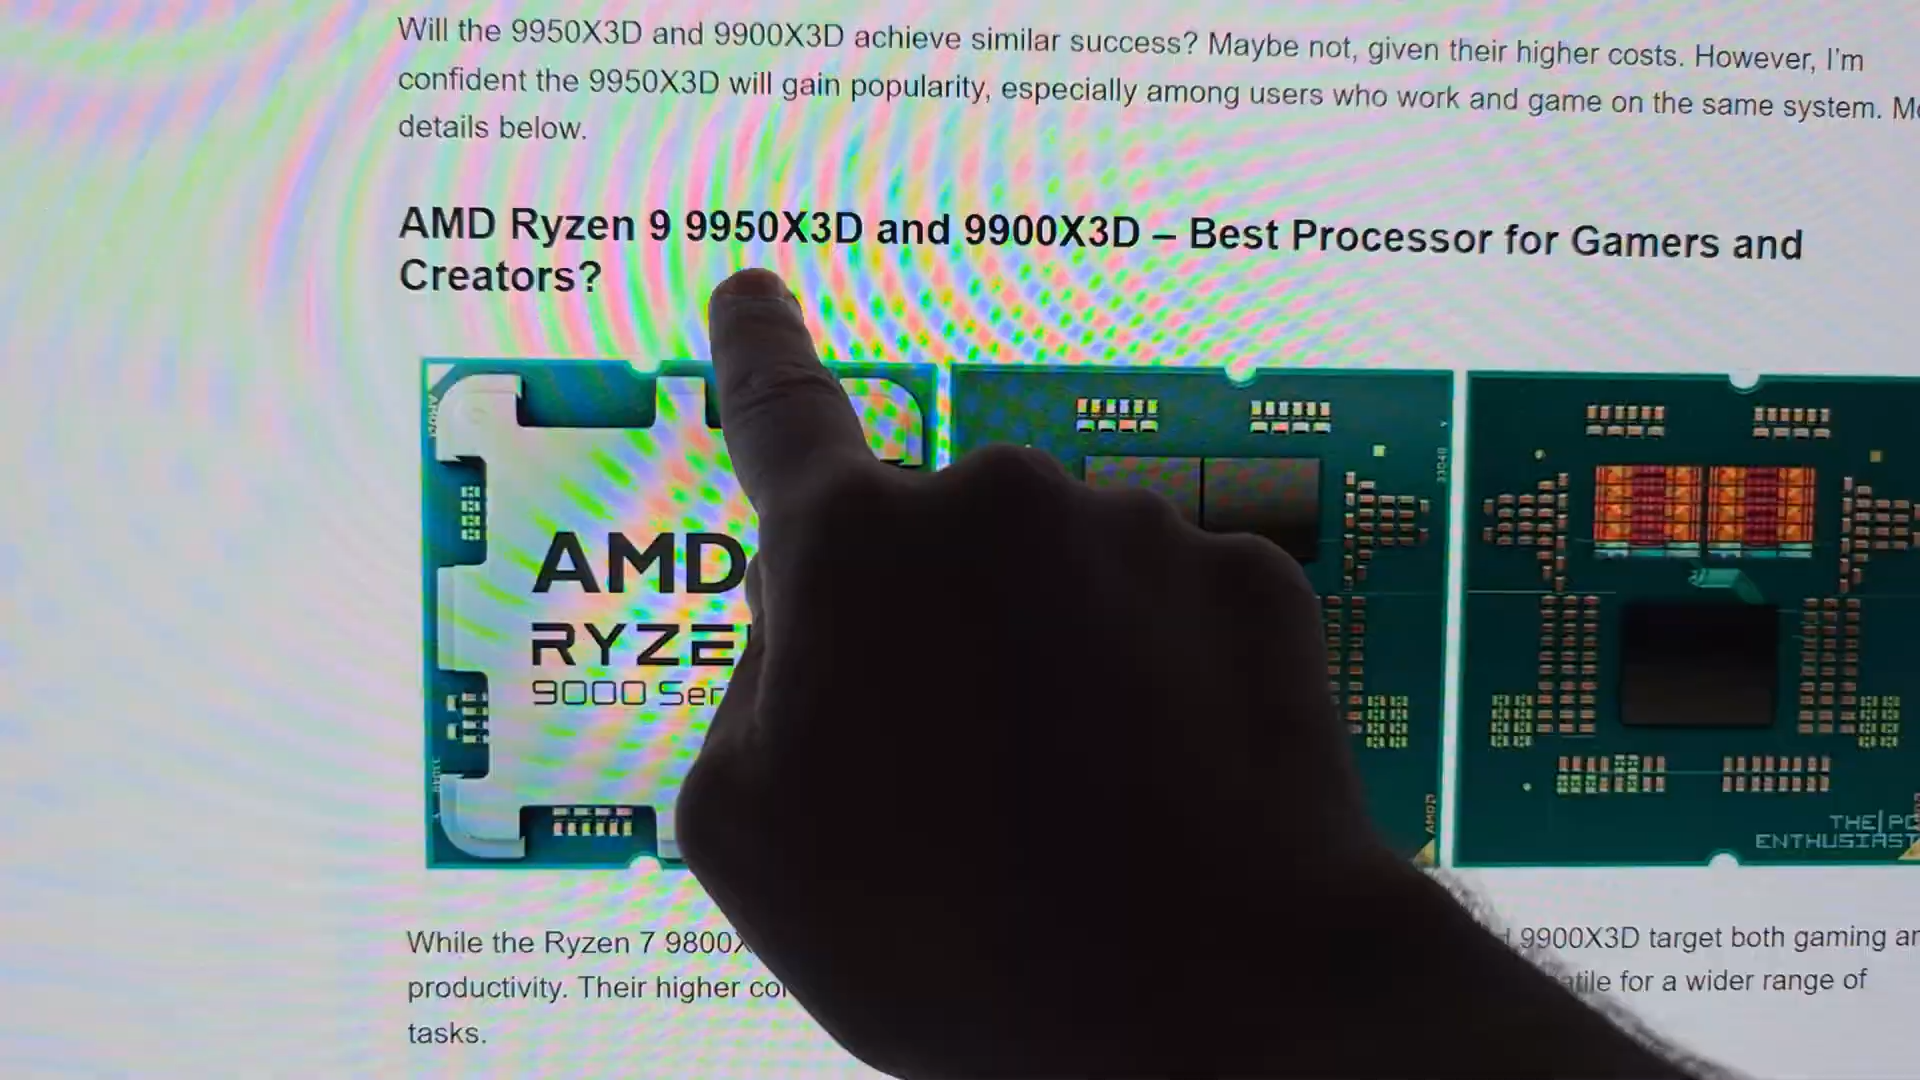 Will the 9950X3D and 9900X3D achieve similar success? Maybe not, given their higher costs. However, I'm
confident the 9950X3D will gain popularity, especially among users who work and game on the same system.
details below.
AMD Ryzen 9 9950X3D and 9900X3D – Best Processor for Gamers and
Creators?
AMD
RYZE
9000 Ser
THE PC
ENTHUSIAST
While the Ryzen 7 9800X
9900X3D target both gaming
productivity. Their higher
for a wider range of
tasks.